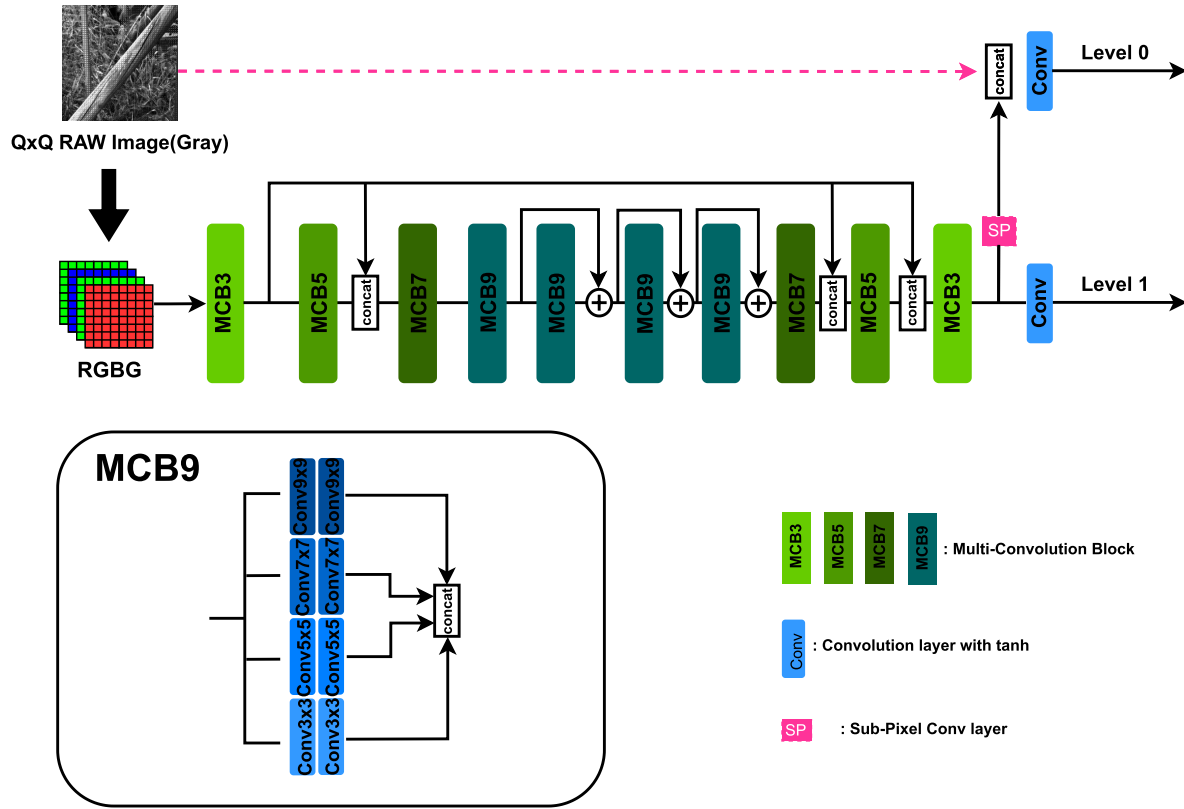 QxQ RAW Image(Gray)
concat
Conv
Level 0
SP
RGBG
MCB3
MCB5
concat
MCB7
MCB9
MCB9
+
MCB9
+
MCB9
+
MCB7
concat
MCB5
concat
MCB3
Conv
Level 1
MCB9
Conv9x9
Conv9x9
Conv7x7
Conv7x7
Conv5x5
Conv5x5
Conv3x3
Conv3x3
concat
MCB3
MCB5
MCB7
MCB9
: Multi-Convolution Block
Conv
: Convolution layer with tanh
SP
: Sub-Pixel Conv layer